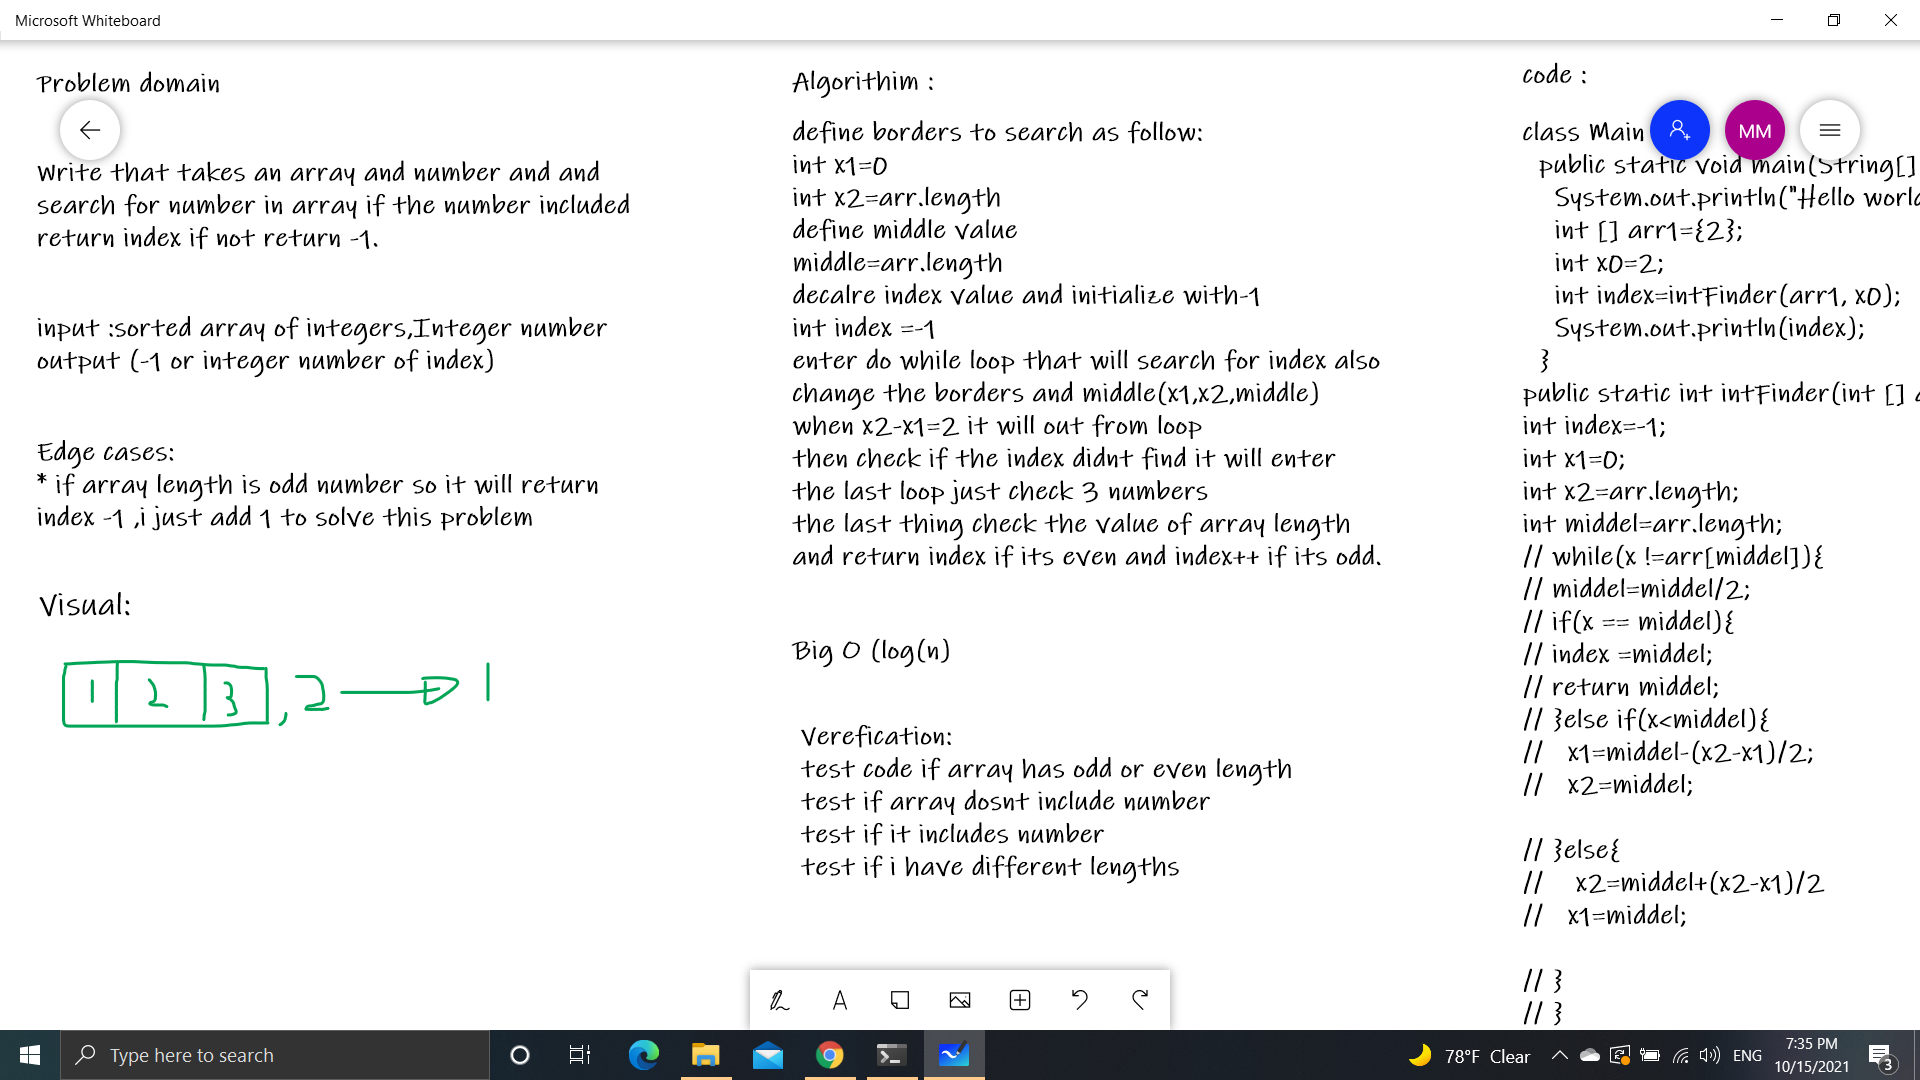 Microsoft Whiteboard
Problem domain
Write that takes an array and number and and
search for number in array if the number included
return index if not return -1.
input :sorted array of integers,Integer number
output (-1 or integer number of index)
Edge cases:
* if array length is odd number so it will return
index -1 ,i just add 1 to solve this problem
Visual:
1 2 3 , 2 1
Algorithim :
define borders to search as follow:
int x1=0
int x2=arr.length
define middle value
middle=arr.length
decalre index value and initialize with-1
int index =-1
enter do while loop that will search for index also
change the borders and middle(x1,x2,middle)
when x2-x1=2 it will out from loop
then check if the index didnt find it will enter
the last loop just check 3 numbers
the last thing check the value of array length
and return index if its even and index++ if its odd.
Big O (log(n)
Verefication:
test code if array has odd or even length
test if array dosnt include number
test if it includes number
test if i have different lengths
code :
class Main
MM
public static void main(String[]
System.out.println("Hello world
int [] arr1={2};
int x0=2;
int index=intFinder(arr1, x0);
System.out.println(index);
}
public static int intFinder(int []
int index=-1;
int x1=0;
int x2=arr.length;
int middel=arr.length;
// while(x !=arr[middel]){
// middel=middel/2;
// if(x == middel){
// index =middel;
// return middel;
// }else if(x<middel){
// x1=middel-(x2-x1)/2;
// x2=middel;
// }else{
// x2=middel+(x2-x1)/2
// x1=middel;
// }
// }
Type here to search
78°F Clear
ENG
7:35 PM
10/15/2021
3